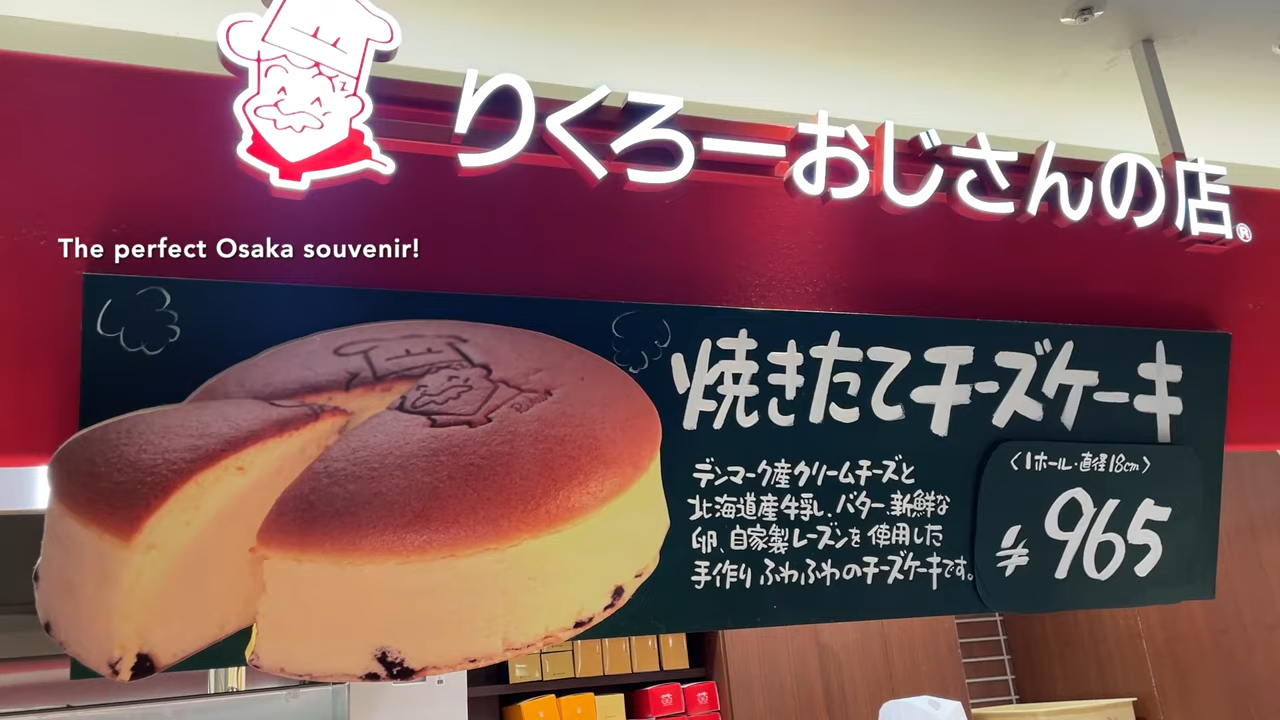 りくろーおじさんの店®
The perfect Osaka souvenir!
焼きたてチーズケーキ
デンマーク産クリームチーズと
北海道産牛乳、バター、新鮮な
卵、自家製レーズンを使用した
手作りふわふわのチーズケーキです。
〈1ホール・直径18cm〉
¥965